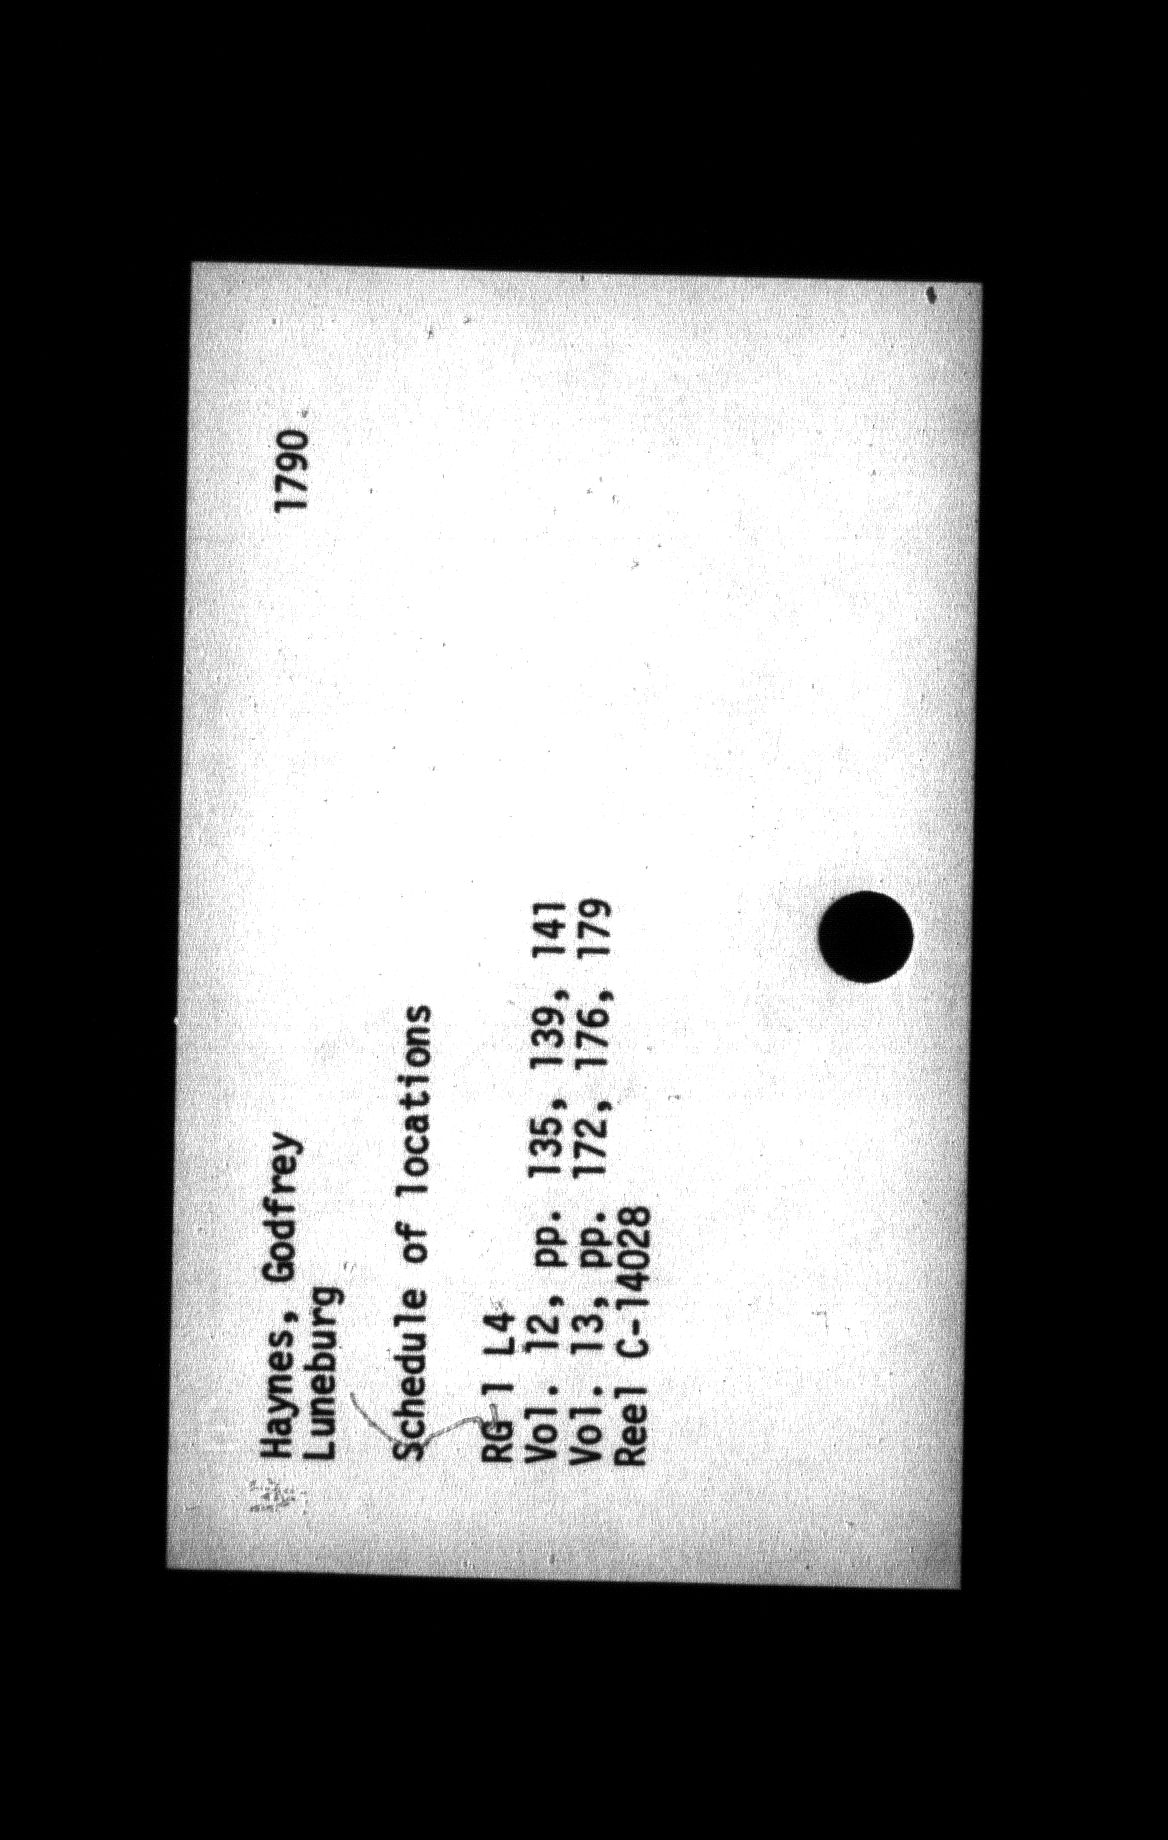 Haynes, Godfrey 1790
Luneburg
Schedule of locations
RG 1 L4
Vol. 12, pp. 135, 139, 141
Vol. 13, pp. 172, 176, 179
Reel C-14028